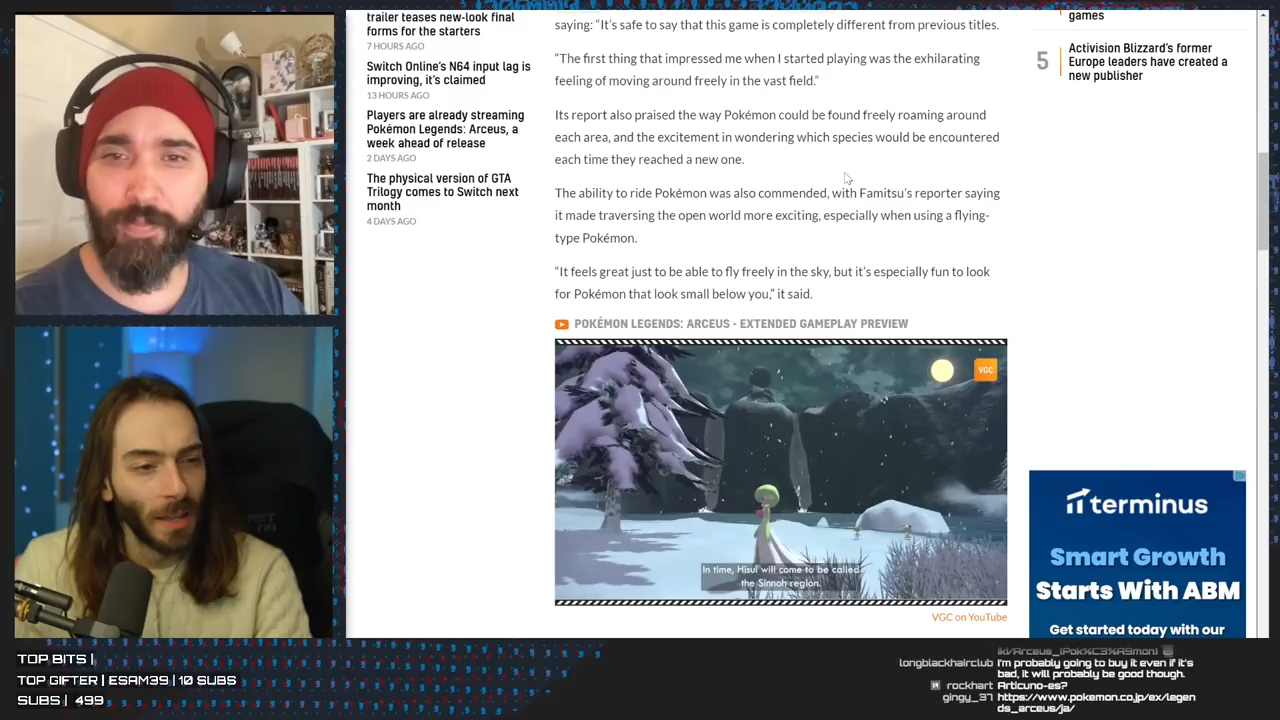 trailer teases new-look final
forms for the starters
7 HOURS AGO
Switch Online's N64 input lag is
improving, it's claimed
13 HOURS AGO
Players are already streaming
Pokémon Legends: Arceus, a
week ahead of release
2 DAYS AGO
The physical version of GTA
Trilogy comes to Switch next
month
4 DAYS AGO
saying: “It's safe to say that this game is completely different from previous titles.
“The first thing that impressed me when I started playing was the exhilarating
feeling of moving around freely in the vast field.”
Its report also praised the way Pokémon could be found freely roaming around
each area, and the excitement in wondering which species would be encountered
each time they reached a new one.
The ability to ride Pokémon was also commended, with Famitsu's reporter saying
it made traversing the open world more exciting, especially when using a flying-
type Pokémon.
“It feels great just to be able to fly freely in the sky, but it's especially fun to look
for Pokémon that look small below you,” it said.
POKÉMON LEGENDS: ARCEUS - EXTENDED GAMEPLAY PREVIEW
VGC
In time, Hisui will come to be called
the Sinnoh region.
VGC on YouTube
games
5
Activision Blizzard's former
Europe leaders have created a
new publisher
terminus
Smart Growth
Starts With ABM
Get started today with our
TOP BITS |
TOP GIFTER | ESAM39 | 10 SUBS
SUBS | 499
iki/Arceus_(Pok%C3%A9mon)
longblackhairclub I'm probably going to buy it even if it's
bad, it will probably be good though.
rockhart Articuno-es?
gingy_37 https://www.pokemon.co.jp/ex/legen
ds_arceus/ja/